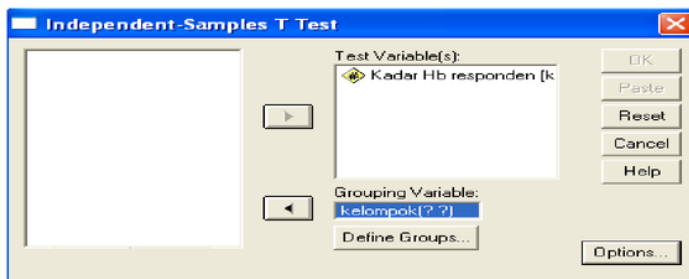 Independent-Samples T Test
Test Variable(s):
Kadar Hb responden [k
Grouping Variable:
kelompok(? ?)
Define Groups...
OK
Paste
Reset
Cancel
Help
Options...